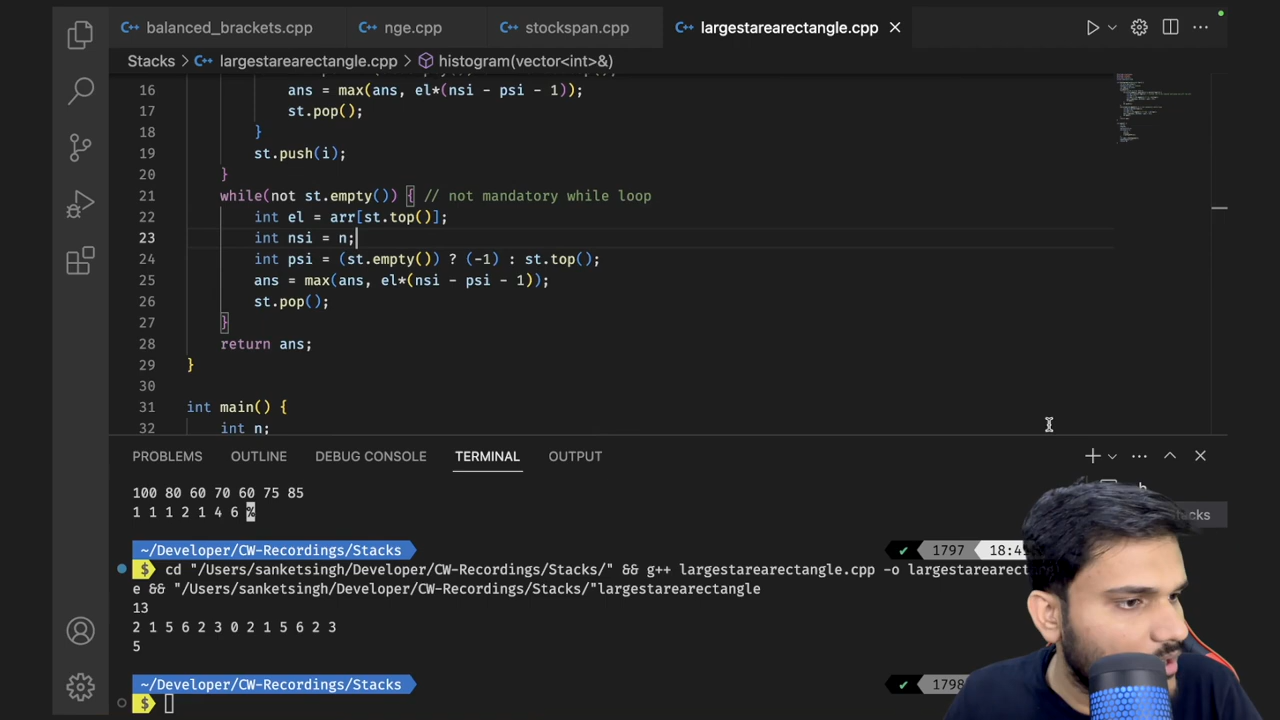 balanced_brackets.cpp nge.cpp stockspan.cpp largestarearectangle.cpp
Stacks > largestarearectangle.cpp > histogram(vector<int>&)
16 ans = max(ans, el*(nsi - psi - 1));
17 st.pop();
18 }
19 st.push(i);
20 }
21 while(not st.empty()) { // not mandatory while loop
22 int el = arr[st.top()];
23 int nsi = n;
24 int psi = (st.empty()) ? (-1) : st.top();
25 ans = max(ans, el*(nsi - psi - 1));
26 st.pop();
27 }
28 return ans;
29 }
30
31 int main() {
32 int n;
PROBLEMS OUTLINE DEBUG CONSOLE TERMINAL OUTPUT
100 80 60 70 60 75 85
1 1 1 2 1 4 6 %
~/Developer/CW-Recordings/Stacks ✔ 1797
$ cd "/Users/sanketsingh/Developer/CW-Recordings/Stacks/" && g++ largestarearectangle.cpp -o
e && "/Users/sanketsingh/Developer/CW-Recordings/Stacks/"largestarearectangle
13
2 1 5 6 2 3 0 2 1 5 6 2 3
5
~/Developer/CW-Recordings/Stacks ✔ 1798
$